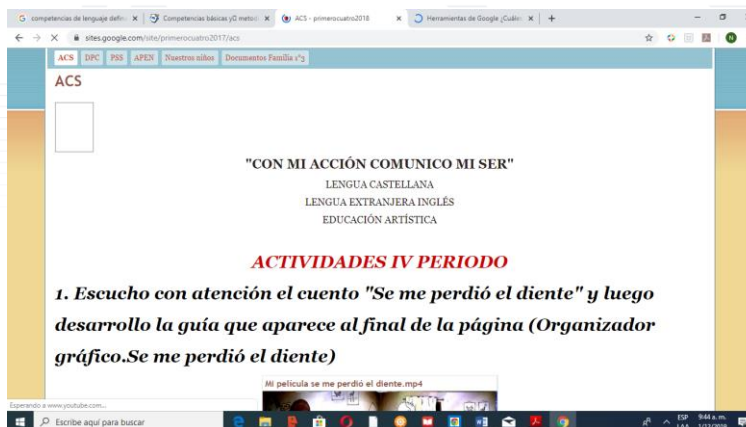 competencias de lenguaje defin
Competencias básicas y
ACS - primerocuatro2018
Herramientas de Google ¿Cuále
sites.google.com/site/primerocuatro2017/acs
ACS DPC PSS APEN Nuestros niños Documentos Familia 1°3
ACS
"CON MI ACCIÓN COMUNICO MI SER"
LENGUA CASTELLANA
LENGUA EXTRANJERA INGLÉS
EDUCACIÓN ARTÍSTICA
ACTIVIDADES IV PERIODO
1. Escucho con atención el cuento "Se me perdió el diente" y luego
desarrollo la guía que aparece al final de la página (Organizador
gráfico.Se me perdió el diente)
Mi película se me perdió el diente.mp4
Esperando a www.youtube.com...
Escribe aquí para buscar
ESP
9:44 a. m.
LAA